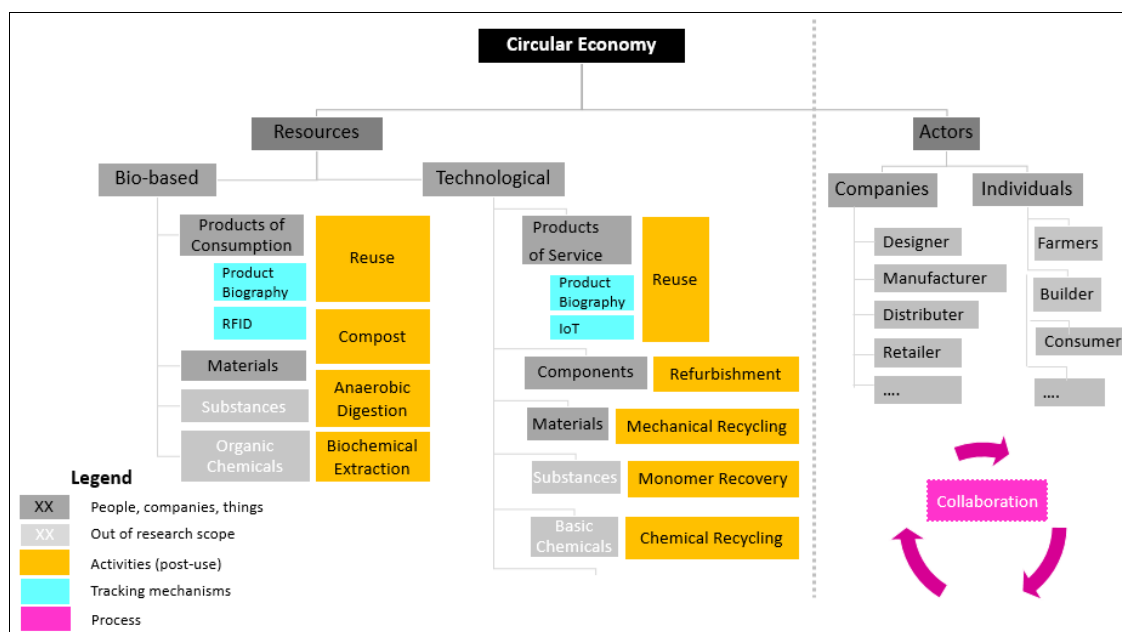 Circular Economy
Resources
Actors
Bio-based
Technological
Companies
Individuals
Products of
Consumption
Product
Biography
RFID
Materials
Substances
Organic
Chemicals
Reuse
Compost
Anaerobic
Digestion
Biochemical
Extraction
Products
of Service
Product
Biography
IoT
Reuse
Components
Refurbishment
Materials
Mechanical Recycling
Substances
Monomer Recovery
Basic
Chemicals
Chemical Recycling
Designer
Manufacturer
Distributer
Retailer
....
Farmers
Builder
Consumer
....
Collaboration
Legend
XX People, companies, things
XX Out of research scope
Activities (post-use)
Tracking mechanisms
Process